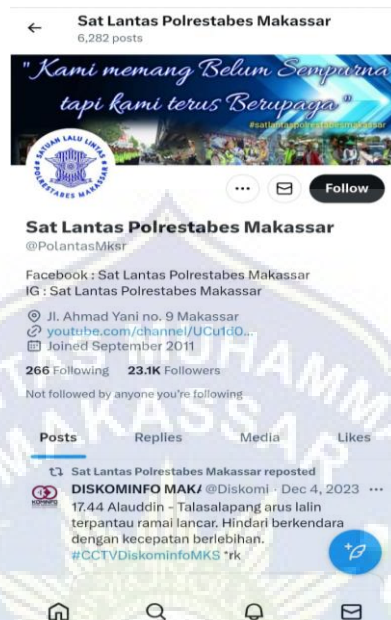 Sat Lantas Polrestabes Makassar
6,282 posts
" Kami memang Belum Sempurna
tapi kami terus Berupaya "
#satlantaspolrestabesmakassar
SATUAN LALU LINTAS
POLRESTABES MAKASSAR
Follow
Sat Lantas Polrestabes Makassar
@PolantasMksr
Facebook : Sat Lantas Polrestabes Makassar
IG : Sat Lantas Polrestabes Makassar
Jl. Ahmad Yani no. 9 Makassar
youtube.com/channel/UCu1d0...
Joined September 2011
266 Following 23.1K Followers
Not followed by anyone you're following
Posts Replies Media Likes
Sat Lantas Polrestabes Makassar reposted
DISKOMINFO MAKA @Diskomi · Dec 4, 2023 ...
KOMINFO
17.44 Alauddin - Talasalapang arus lalin
terpantau ramai lancar. Hindari berkendara
dengan kecepatan berlebihan.
#CCTVDiskominfoMKS *rk
MAKASSAR